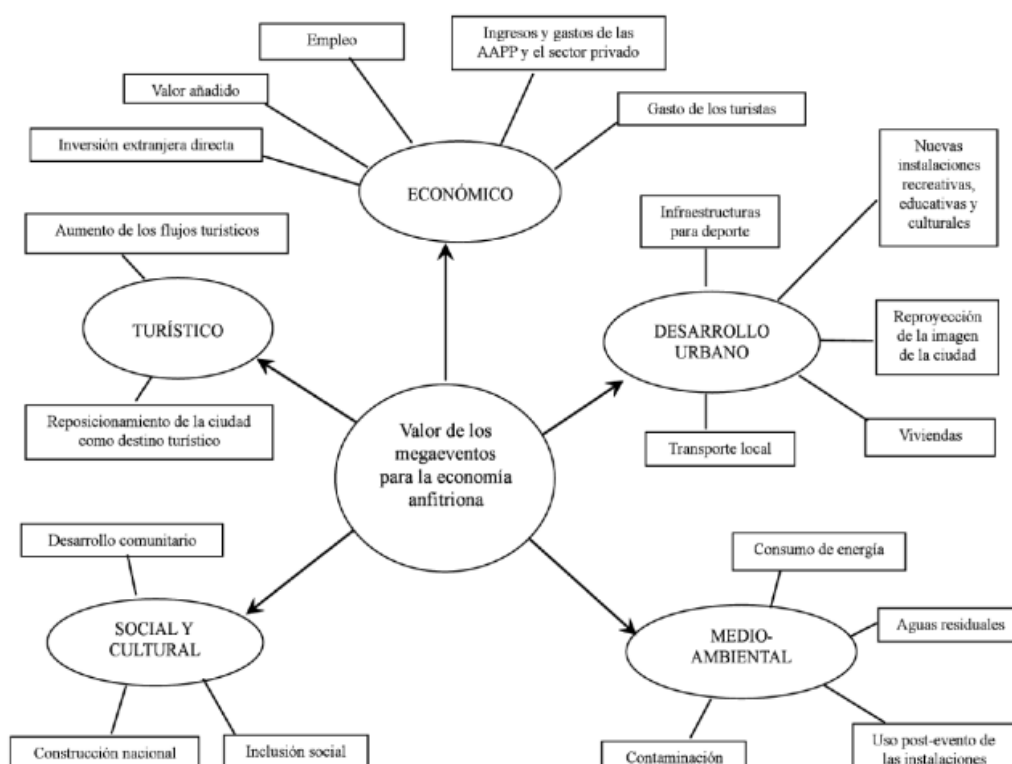 Empleo
Ingresos y gastos de las
AAPP y el sector privado
Valor añadido
Gasto de los turistas
Inversión extranjera directa
ECONÓMICO
Nuevas
instalaciones
recreativas,
educativas y
culturales
Aumento de los flujos turísticos
Infraestructuras
para deporte
TURÍSTICO
DESARROLLO
URBANO
Reproyección
de la imagen
de la ciudad
Reposicionamiento de la ciudad
como destino turístico
Valor de los
megaeventos
para la economía
anfitriona
Transporte local
Viviendas
Desarrollo comunitario
Consumo de energía
SOCIAL Y
CULTURAL
MEDIO-
AMBIENTAL
Aguas residuales
Construcción nacional
Inclusión social
Contaminación
Uso post-evento de
las instalaciones